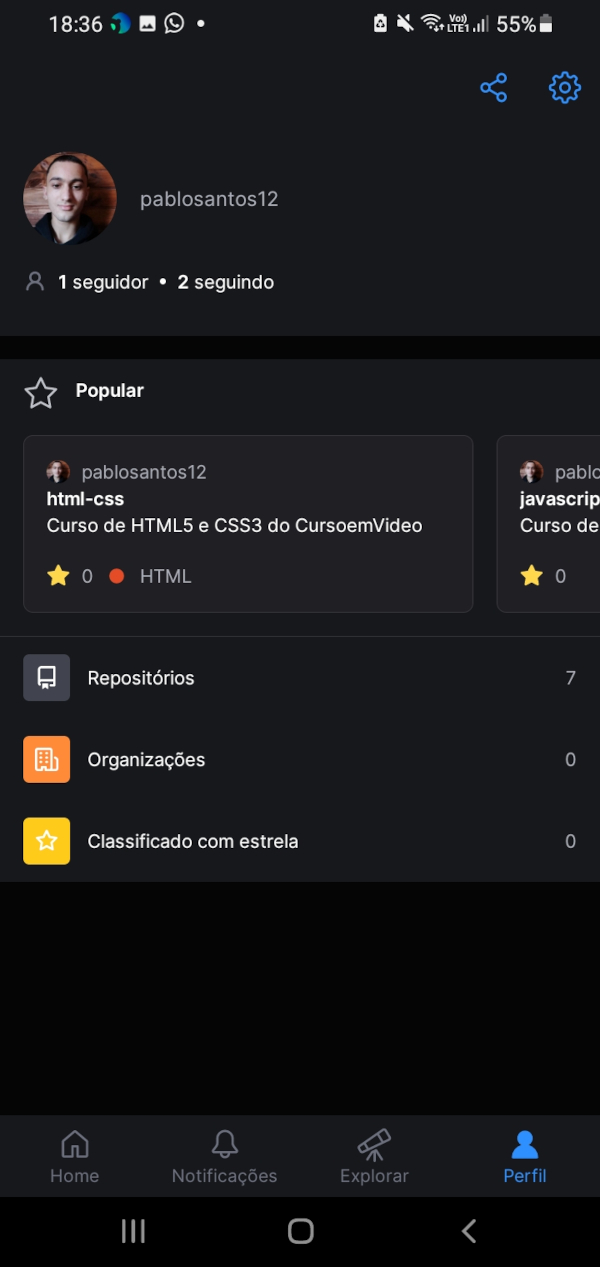 18:36 Vo)) LTE1 55%
pablosantos12
1 seguidor • 2 seguindo
Popular
pablosantos12
html-css
Curso de HTML5 e CSS3 do CursoemVideo
0 HTML
pablo
javascrip
Curso de
0
Repositórios 7
Organizações 0
Classificado com estrela 0
Home Notificações Explorar Perfil